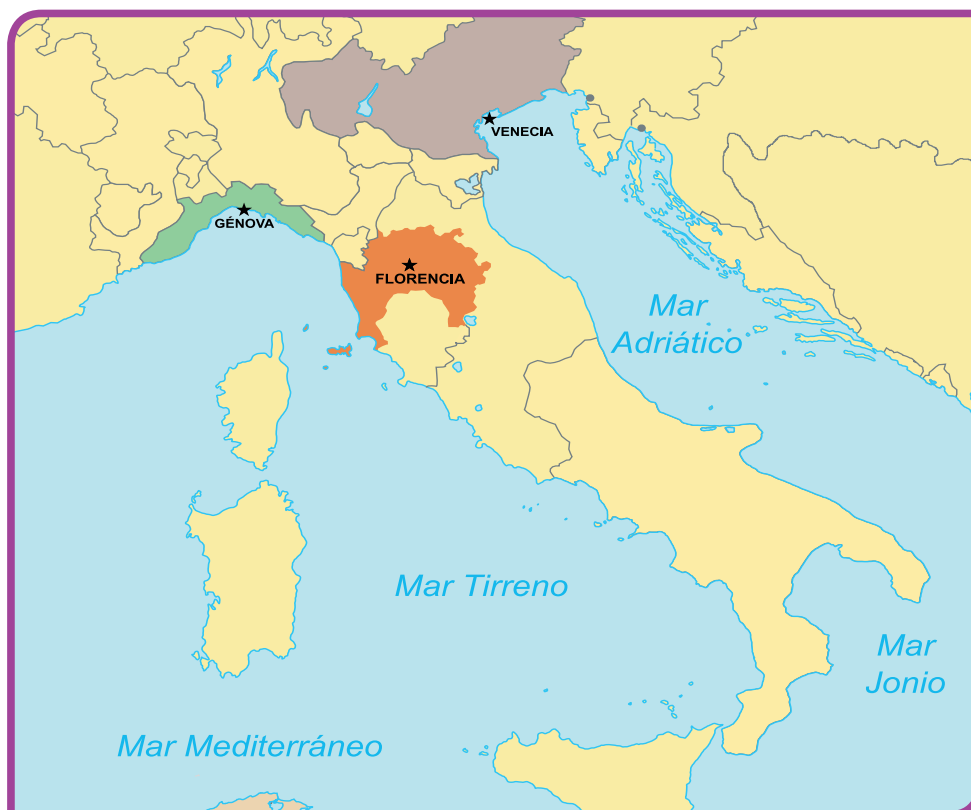 VENECIA
GÉNOVA
FLORENCIA
Mar
Adriático
Mar Tirreno
Mar
Jonio
Mar Mediterráneo